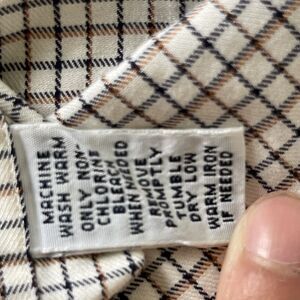 MACHINE
WASH WARM
ONLY NON-
CHLORINE
BLEACH
WHEN NEEDED
REMOVE
PROMPTLY
TUMBLE
DRY LOW
WARM IRON
IF NEEDED